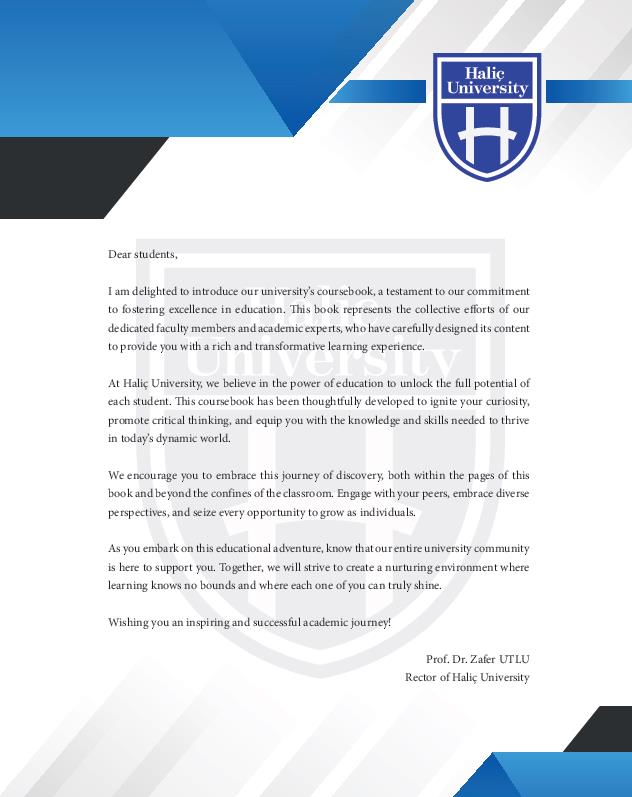 Haliç
University
Dear students,
I am delighted to introduce our university's coursebook, a testament to our commitment
to fostering excellence in education. This book represents the collective efforts of our
dedicated faculty members and academic experts, who have carefully designed its content
to provide you with a rich and transformative learning experience.
At Haliç University, we believe in the power of education to unlock the full potential of
each student. This coursebook has been thoughtfully developed to ignite your curiosity,
promote critical thinking, and equip you with the knowledge and skills needed to thrive
in today's dynamic world.
We encourage you to embrace this journey of discovery, both within the pages of this
book and beyond the confines of the classroom. Engage with your peers, embrace diverse
perspectives, and seize every opportunity to grow as individuals.
As you embark on this educational adventure, know that our entire university community
is here to support you. Together, we will strive to create a nurturing environment where
learning knows no bounds and where each one of you can truly shine.
Wishing you an inspiring and successful academic journey!
Prof. Dr. Zafer UTLU
Rector of Haliç University
Haliç
University